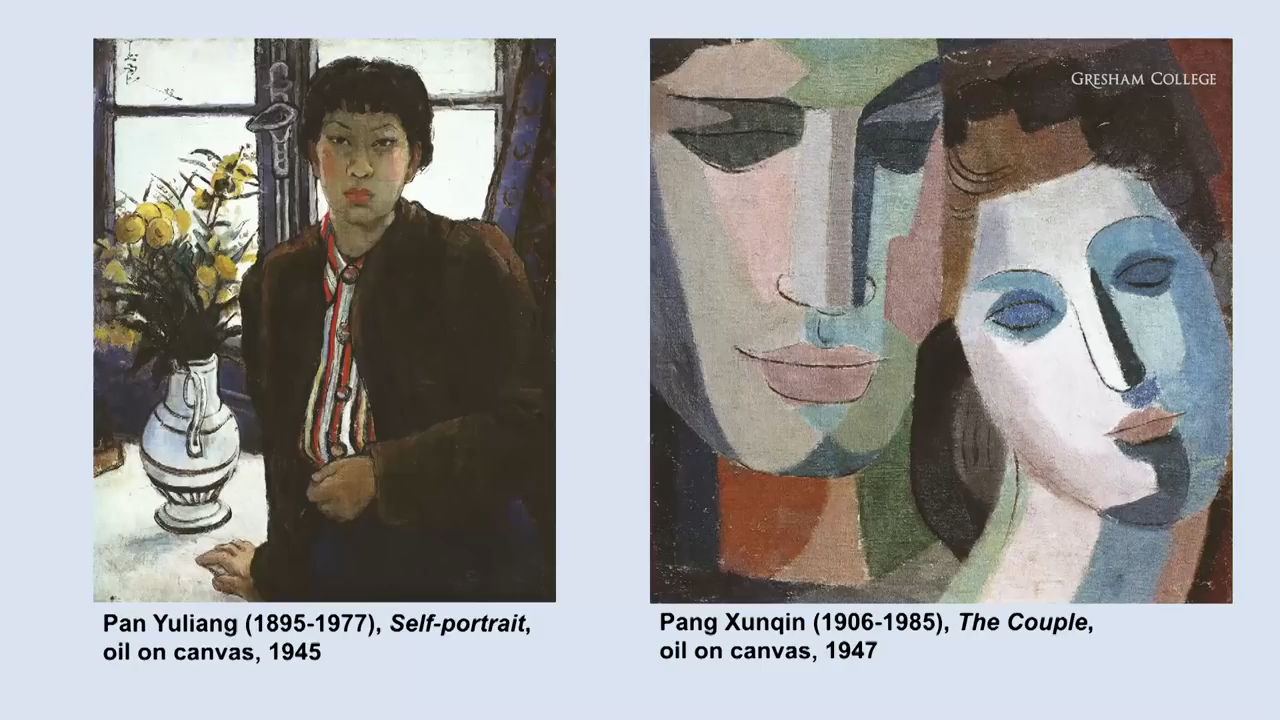 GRESHAM COLLEGE
Pan Yuliang (1895-1977), Self-portrait,
oil on canvas, 1945
Pang Xunqin (1906-1985), The Couple,
oil on canvas, 1947